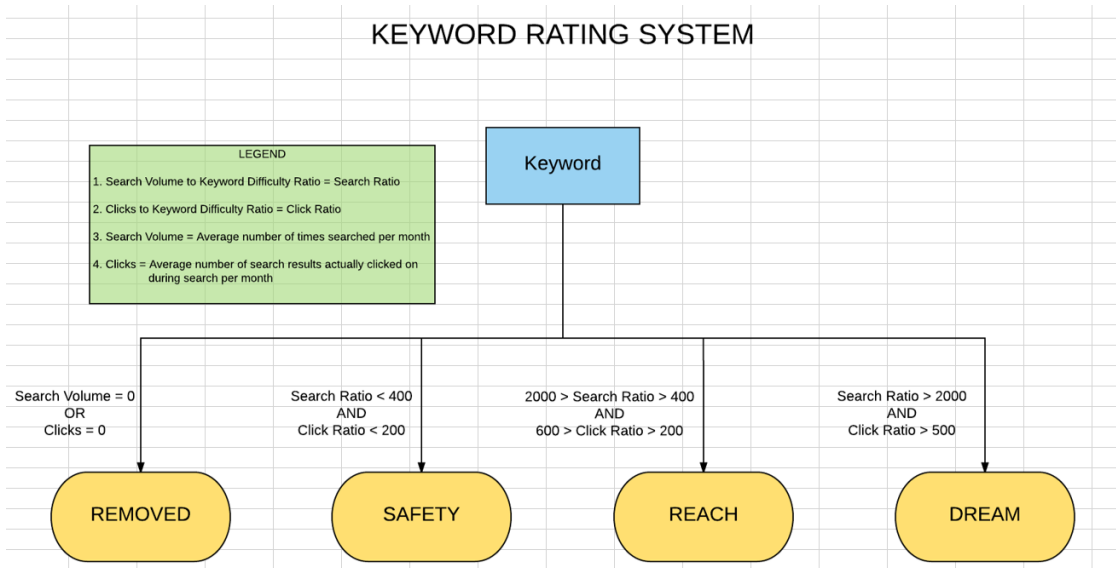 KEYWORD RATING SYSTEM
Keyword
LEGEND
1. Search Volume to Keyword Difficulty Ratio = Search Ratio
2. Clicks to Keyword Difficulty Ratio = Click Ratio
3. Search Volume = Average number of times searched per month
4. Clicks = Average number of search results actually clicked on
during search per month
Search Volume = 0
OR
Clicks = 0
REMOVED
Search Ratio < 400
AND
Click Ratio < 200
SAFETY
2000 > Search Ratio > 400
AND
600 > Click Ratio > 200
REACH
Search Ratio > 2000
AND
Click Ratio > 500
DREAM